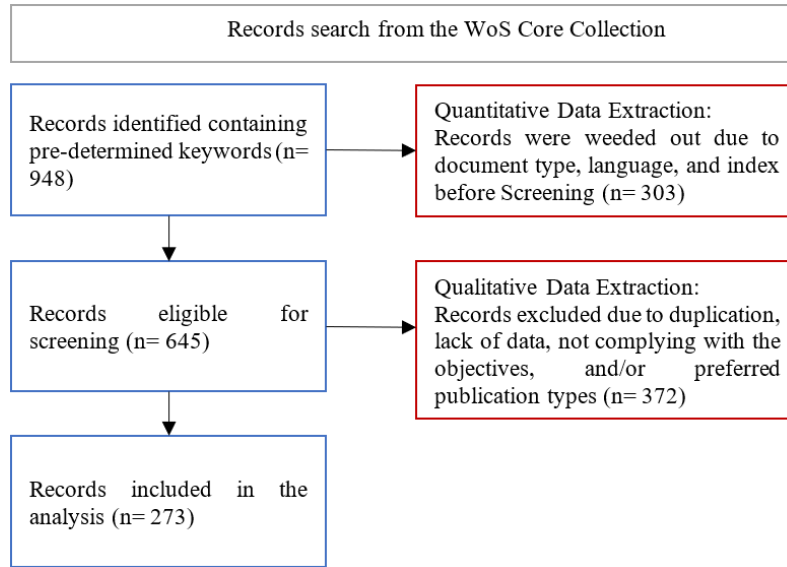 Records search from the WoS Core Collection
Records identified containing
pre-determined keywords (n=
948)
Quantitative Data Extraction:
Records were weeded out due to
document type, language, and index
before Screening (n= 303)
Records eligible for
screening (n= 645)
Qualitative Data Extraction:
Records excluded due to duplication,
lack of data, not complying with the
objectives, and/or preferred
publication types (n= 372)
Records included in the
analysis (n= 273)